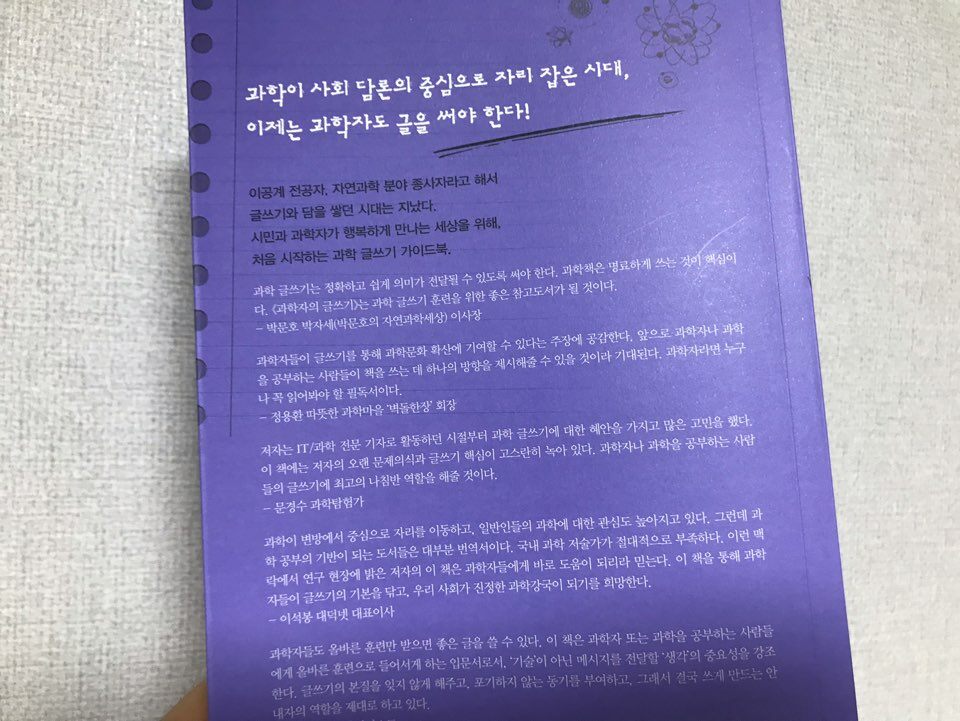 과학이 사회 담론의 중심으로 자리 잡은 시대,
이제는 과학자도 글을 써야 한다!
이공계 전공자, 자연과학 분야 종사자라고 해서
글쓰기와 담을 쌓던 시대는 지났다.
시민과 과학자가 행복하게 만나는 세상을 위해,
처음 시작하는 과학 글쓰기 가이드북.
과학 글쓰기는 정확하고 쉽게 의미가 전달될 수 있도록 써야 한다. 과학책은 명료하게 쓰는 것이 핵심이
다. 《과학자의 글쓰기》는 과학 글쓰기 훈련을 위한 좋은 참고도서가 될 것이다.
– 박문호 박자세(박문호의 자연과학세상) 이사장
과학자들이 글쓰기를 통해 과학문화 확산에 기여할 수 있다는 주장에 공감한다. 앞으로 과학자나 과학
을 공부하는 사람들이 책을 쓰는 데 하나의 방향을 제시해줄 수 있을 것이라 기대된다. 과학자라면 누구
나 꼭 읽어봐야 할 필독서이다.
– 정용환 따뜻한 과학마을 '벽돌한장' 회장
저자는 IT/과학 전문 기자로 활동하던 시절부터 과학 글쓰기에 대한 혜안을 가지고 많은 고민을 했다.
이 책에는 저자의 오랜 문제의식과 글쓰기 핵심이 고스란히 녹아 있다. 과학자나 과학을 공부하는 사람
들의 글쓰기에 최고의 나침반 역할을 해줄 것이다.
– 문경수 과학탐험가
과학이 변방에서 중심으로 자리를 이동하고, 일반인들의 과학에 대한 관심도 높아지고 있다. 그런데 과
학 공부의 기반이 되는 도서들은 대부분 번역서이다. 국내 과학 저술가가 절대적으로 부족하다. 이런 맥
락에서 연구 현장에 밝은 저자의 이 책은 과학자들에게 바로 도움이 되리라 믿는다. 이 책을 통해 과학
자들이 글쓰기의 기본을 닦고, 우리 사회가 진정한 과학강국이 되기를 희망한다.
– 이석봉 대덕넷 대표이사
과학자들도 올바른 훈련만 받으면 좋은 글을 쓸 수 있다. 이 책은 과학자 또는 과학을 공부하는 사람들
에게 올바른 훈련으로 들어서게 하는 입문서로서, '기술'이 아닌 메시지를 전달할 '생각'의 중요성을 강조
한다. 글쓰기의 본질을 잊지 않게 해주고, 포기하지 않는 동기를 부여하고, 그래서 결국 쓰게 만드는 안
내자의 역할을 제대로 하고 있다.